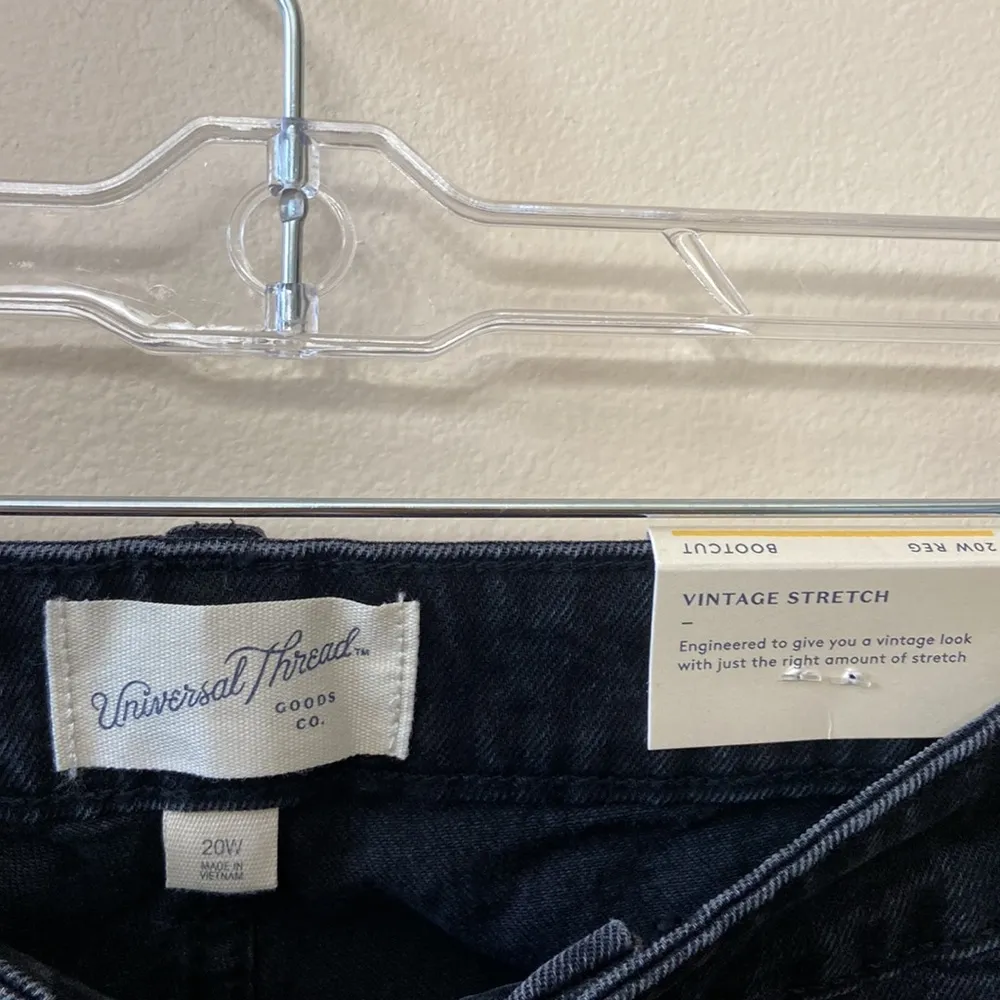 BOOTCUT 20W REG
VINTAGE STRETCH
Engineered to give you a vintage look
with just the right amount of stretch
Universal Thread™
GOODS
CO.
20W
MADE IN
VIETNAM